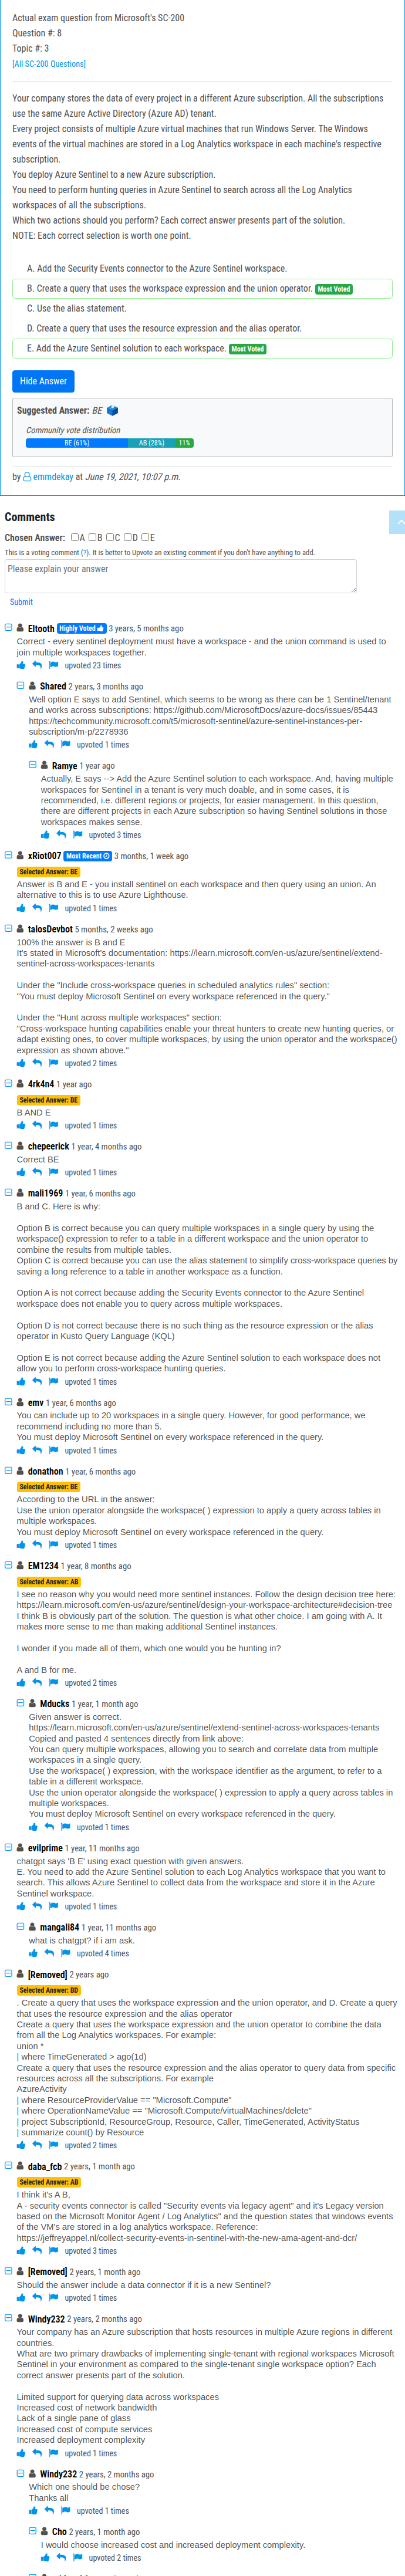 Actual exam question from Microsoft's SC-200
Question #: 8
Topic #: 3
[All SC-200 Questions]
Your company stores the data of every project in a different Azure subscription. All the subscriptions
use the same Azure Active Directory (Azure AD) tenant.
Every project consists of multiple Azure virtual machines that run Windows Server. The Windows
events of the virtual machines are stored in a Log Analytics workspace in each machine's respective
subscription.
You deploy Azure Sentinel to a new Azure subscription.
You need to perform hunting queries in Azure Sentinel to search across all the Log Analytics
workspaces of all the subscriptions.
Which two actions should you perform? Each correct answer presents part of the solution.
NOTE: Each correct selection is worth one point.
A. Add the Security Events connector to the Azure Sentinel workspace.
B. Create a query that uses the workspace expression and the union operator. Most Voted
C. Use the alias statement.
D. Create a query that uses the resource expression and the alias operator.
E. Add the Azure Sentinel solution to each workspace. Most Voted
Hide Answer
Suggested Answer: BE
Community vote distribution
BE (61%) AB (28%) 11%
by emmdekay at June 19, 2021, 10:07 p.m.
Comments
Chosen Answer: A B C D E
This is a voting comment (?). It is better to Upvote an existing comment if you don't have anything to add.
Please explain your answer
Submit
Eltooth Highly Voted 3 years, 5 months ago
Correct - every sentinel deployment must have a workspace - and the union command is used to
join multiple workspaces together.
upvoted 23 times
Shared 2 years, 3 months ago
Well option E says to add Sentinel, which seems to be wrong as there can be 1 Sentinel/tenant
and works across subscriptions: https://github.com/MicrosoftDocs/azure-docs/issues/85443
https://techcommunity.microsoft.com/t5/microsoft-sentinel/azure-sentinel-instances-per-
subscription/m-p/2278936
upvoted 1 times
Ramye 1 year ago
Actually, E says --> Add the Azure Sentinel solution to each workspace. And, having multiple
workspaces for Sentinel in a tenant is very much doable, and in some cases, it is
recommended, i.e. different regions or projects, for easier management. In this question,
there are different projects in each Azure subscription so having Sentinel solutions in those
workspaces makes sense.
upvoted 3 times
xRiot007 Most Recent 3 months, 1 week ago
Selected Answer: BE
Answer is B and E - you install sentinel on each workspace and then query using an union. An
alternative to this is to use Azure Lighthouse.
upvoted 1 times
talosDevbot 5 months, 2 weeks ago
100% the answer is B and E
It's stated in Microsoft's documentation: https://learn.microsoft.com/en-us/azure/sentinel/extend-
sentinel-across-workspaces-tenants
Under the "Include cross-workspace queries in scheduled analytics rules" section:
"You must deploy Microsoft Sentinel on every workspace referenced in the query."
Under the "Hunt across multiple workspaces" section:
"Cross-workspace hunting capabilities enable your threat hunters to create new hunting queries, or
adapt existing ones, to cover multiple workspaces, by using the union operator and the workspace()
expression as shown above."
upvoted 2 times
4rk4n4 1 year ago
Selected Answer: BE
B AND E
upvoted 1 times
chepeerick 1 year, 4 months ago
Correct BE
upvoted 1 times
mali1969 1 year, 6 months ago
B and C. Here is why:
Option B is correct because you can query multiple workspaces in a single query by using the
workspace() expression to refer to a table in a different workspace and the union operator to
combine the results from multiple tables.
Option C is correct because you can use the alias statement to simplify cross-workspace queries by
saving a long reference to a table in another workspace as a function.
Option A is not correct because adding the Security Events connector to the Azure Sentinel
workspace does not enable you to query across multiple workspaces.
Option D is not correct because there is no such thing as the resource expression or the alias
operator in Kusto Query Language (KQL)
Option E is not correct because adding the Azure Sentinel solution to each workspace does not
allow you to perform cross-workspace hunting queries.
upvoted 1 times
emv 1 year, 6 months ago
You can include up to 20 workspaces in a single query. However, for good performance, we
recommend including no more than 5.
You must deploy Microsoft Sentinel on every workspace referenced in the query.
upvoted 1 times
donathon 1 year, 6 months ago
Selected Answer: BE
According to the URL in the answer:
Use the union operator alongside the workspace( ) expression to apply a query across tables in
multiple workspaces.
You must deploy Microsoft Sentinel on every workspace referenced in the query.
upvoted 1 times
EM1234 1 year, 8 months ago
Selected Answer: AB
I see no reason why you would need more sentinel instances. Follow the design decision tree here:
https://learn.microsoft.com/en-us/azure/sentinel/design-your-workspace-architecture#decision-tree
I think B is obviously part of the solution. The question is what other choice. I am going with A. It
makes more sense to me than making additional Sentinel instances.
I wonder if you made all of them, which one would you be hunting in?
A and B for me.
upvoted 2 times
Mducks 1 year, 1 month ago
Given answer is correct.
https://learn.microsoft.com/en-us/azure/sentinel/extend-sentinel-across-workspaces-tenants
Copied and pasted 4 sentences directly from link above:
You can query multiple workspaces, allowing you to search and correlate data from multiple
workspaces in a single query.
Use the workspace( ) expression, with the workspace identifier as the argument, to refer to a
table in a different workspace.
Use the union operator alongside the workspace( ) expression to apply a query across tables in
multiple workspaces.
You must deploy Microsoft Sentinel on every workspace referenced in the query.
upvoted 1 times
evilprime 1 year, 11 months ago
chatgpt says 'B E' using exact question with given answers.
E. You need to add the Azure Sentinel solution to each Log Analytics workspace that you want to
search. This allows Azure Sentinel to collect data from the workspace and store it in the Azure
Sentinel workspace.
upvoted 1 times
mangali84 1 year, 11 months ago
what is chatgpt? if i am ask.
upvoted 4 times
[Removed] 2 years ago
Selected Answer: BD
. Create a query that uses the workspace expression and the union operator, and D. Create a query
that uses the resource expression and the alias operator
Create a query that uses the workspace expression and the union operator to combine the data
from all the Log Analytics workspaces. For example:
union *
| where TimeGenerated > ago(1d)
Create a query that uses the resource expression and the alias operator to query data from specific
resources across all the subscriptions. For example
AzureActivity
| where ResourceProviderValue == "Microsoft.Compute"
| where OperationNameValue == "Microsoft.Compute/virtualMachines/delete"
| project SubscriptionId, ResourceGroup, Resource, Caller, TimeGenerated, ActivityStatus
| summarize count() by Resource
upvoted 2 times
daba_fcb 2 years, 1 month ago
Selected Answer: AB
I think it's A B,
A - security events connector is called "Security events via legacy agent" and it's Legacy version
based on the Microsoft Monitor Agent / Log Analytics" and the question states that windows events
of the VM's are stored in a log analytics workspace. Reference:
https://jeffreyappel.nl/collect-security-events-in-sentinel-with-the-new-ama-agent-and-dcr/
upvoted 3 times
[Removed] 2 years, 1 month ago
Should the answer include a data connector if it is a new Sentinel?
upvoted 1 times
Windy232 2 years, 2 months ago
Your company has an Azure subscription that hosts resources in multiple Azure regions in different
countries.
What are two primary drawbacks of implementing single-tenant with regional workspaces Microsoft
Sentinel in your environment as compared to the single-tenant single workspace option? Each
correct answer presents part of the solution.
Limited support for querying data across workspaces
Increased cost of network bandwidth
Lack of a single pane of glass
Increased cost of compute services
Increased deployment complexity
upvoted 1 times
Windy232 2 years, 2 months ago
Which one should be chose?
Thanks all
upvoted 1 times
Cho 2 years, 1 month ago
I would choose increased cost and increased deployment complexity.
upvoted 2 times